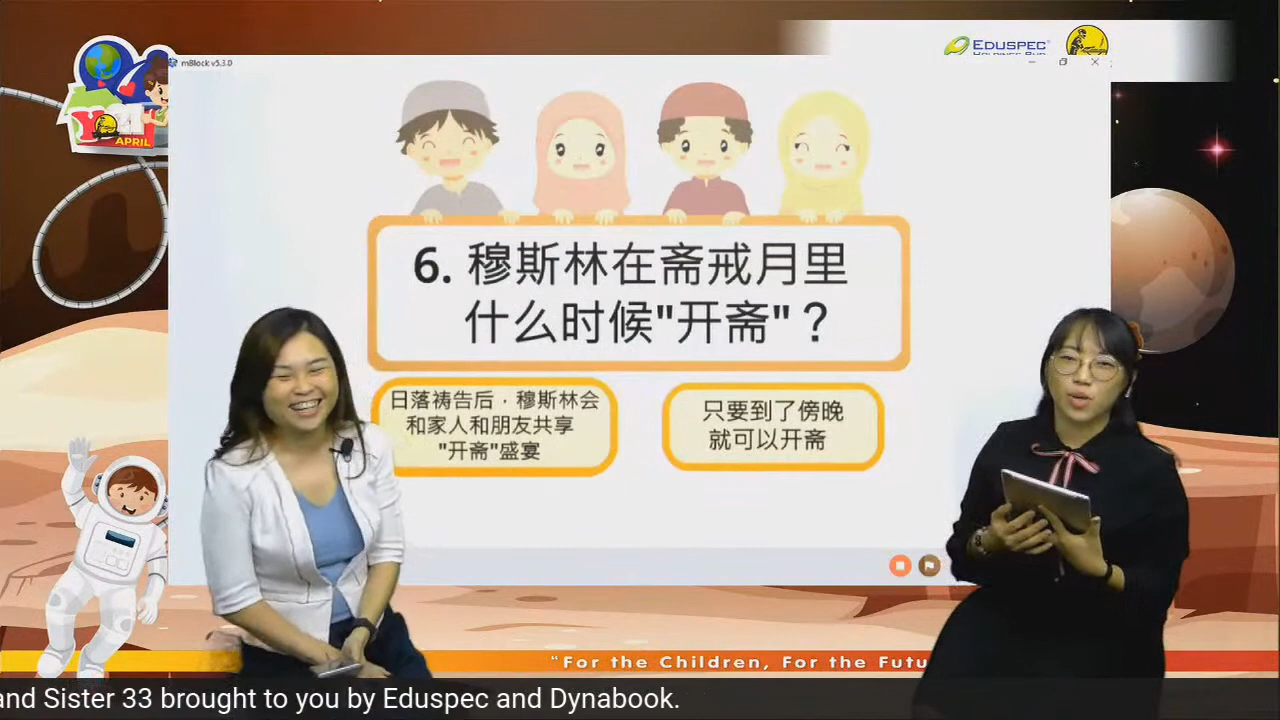 EDUSPEC
mBlock v5.3.0
APRIL
6. 穆斯林在斋戒月里
什么时候"开斋"？
日落祷告后，穆斯林会
和家人和朋友共享
"开斋"盛宴
只要到了傍晚
就可以开斋
"For the Children, For the Futu
and Sister 33 brought to you by Eduspec and Dynabook.